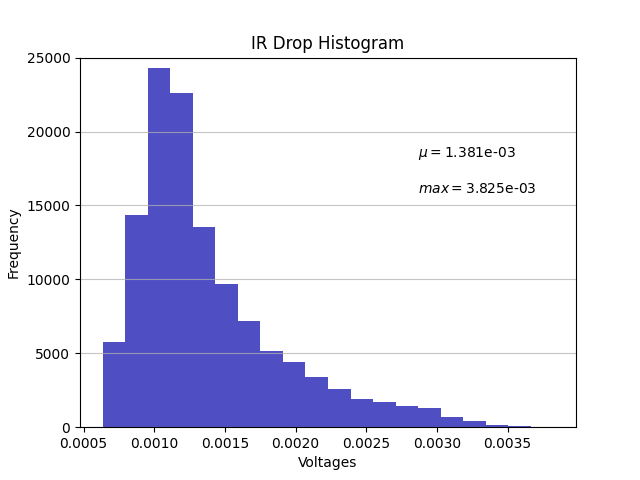 IR Drop Histogram
25000
20000
15000
10000
5000
0
Frequency
μ = 1.381e-03
max = 3.825e-03
0.0005 0.0010 0.0015 0.0020 0.0025 0.0030 0.0035
Voltages